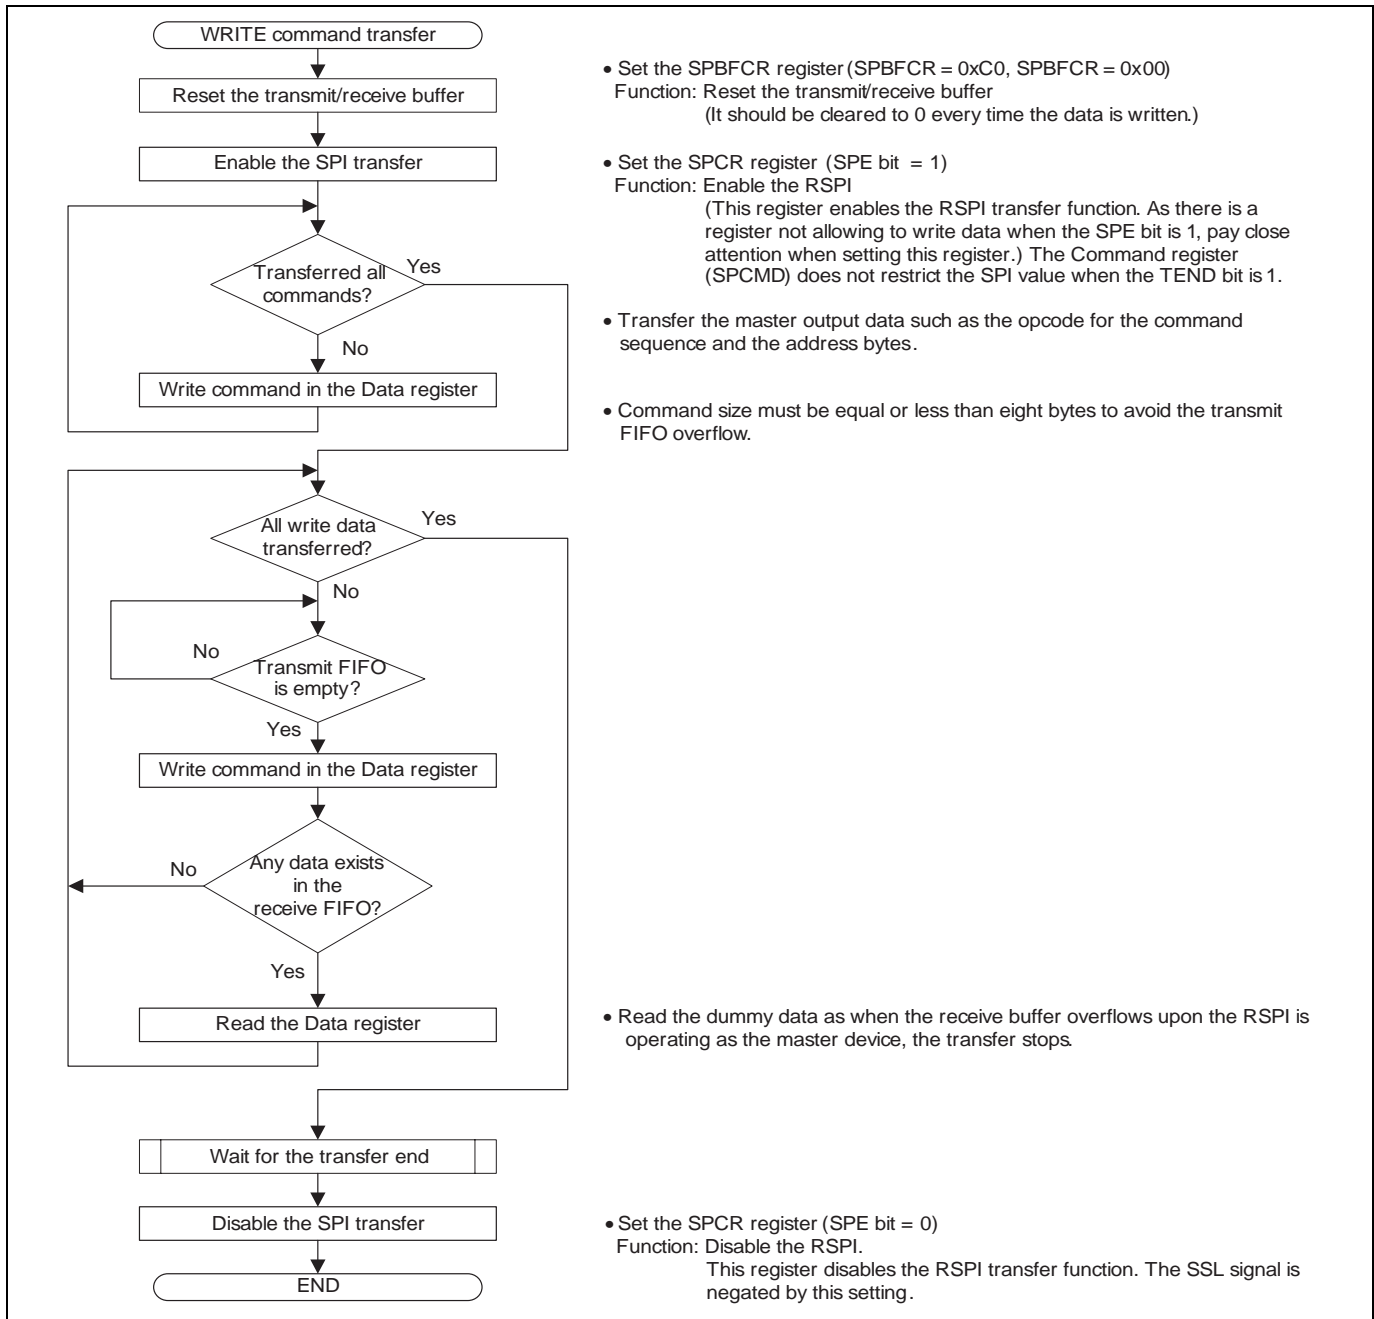 WRITE command transfer
• Set the SPBFCR register (SPBFCR = 0xC0, SPBFCR = 0x00)
Function: Reset the transmit/receive buffer
(It should be cleared to 0 every time the data is written.)
Reset the transmit/receive buffer
Enable the SPI transfer
• Set the SPCR register (SPE bit = 1)
Function: Enable the RSPI
(This register enables the RSPI transfer function. As there is a
register not allowing to write data when the SPE bit is 1, pay close
attention when setting this register.) The Command register
(SPCMD) does not restrict the SPI value when the TEND bit is 1.
Transferred all
commands?
Yes
No
• Transfer the master output data such as the opcode for the command
sequence and the address bytes.
Write command in the Data register
• Command size must be equal or less than eight bytes to avoid the transmit
FIFO overflow.
All write data
transferred?
Yes
No
No
Transmit FIFO
is empty?
Yes
Write command in the Data register
No
Any data exists
in the
receive FIFO?
Yes
Read the Data register
• Read the dummy data as when the receive buffer overflows upon the RSPI is
operating as the master device, the transfer stops.
Wait for the transfer end
Disable the SPI transfer
• Set the SPCR register (SPE bit = 0)
Function: Disable the RSPI.
This register disables the RSPI transfer function. The SSL signal is
negated by this setting.
END